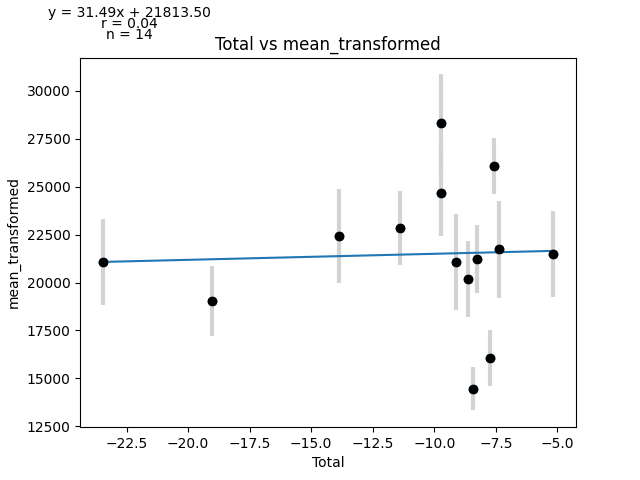 y = 31.49x + 21813.50
r = 0.04
n = 14
Total vs mean_transformed
mean_transformed
30000
27500
25000
22500
20000
17500
15000
12500
−22.5 −20.0 −17.5 −15.0 −12.5 −10.0 −7.5 −5.0
Total